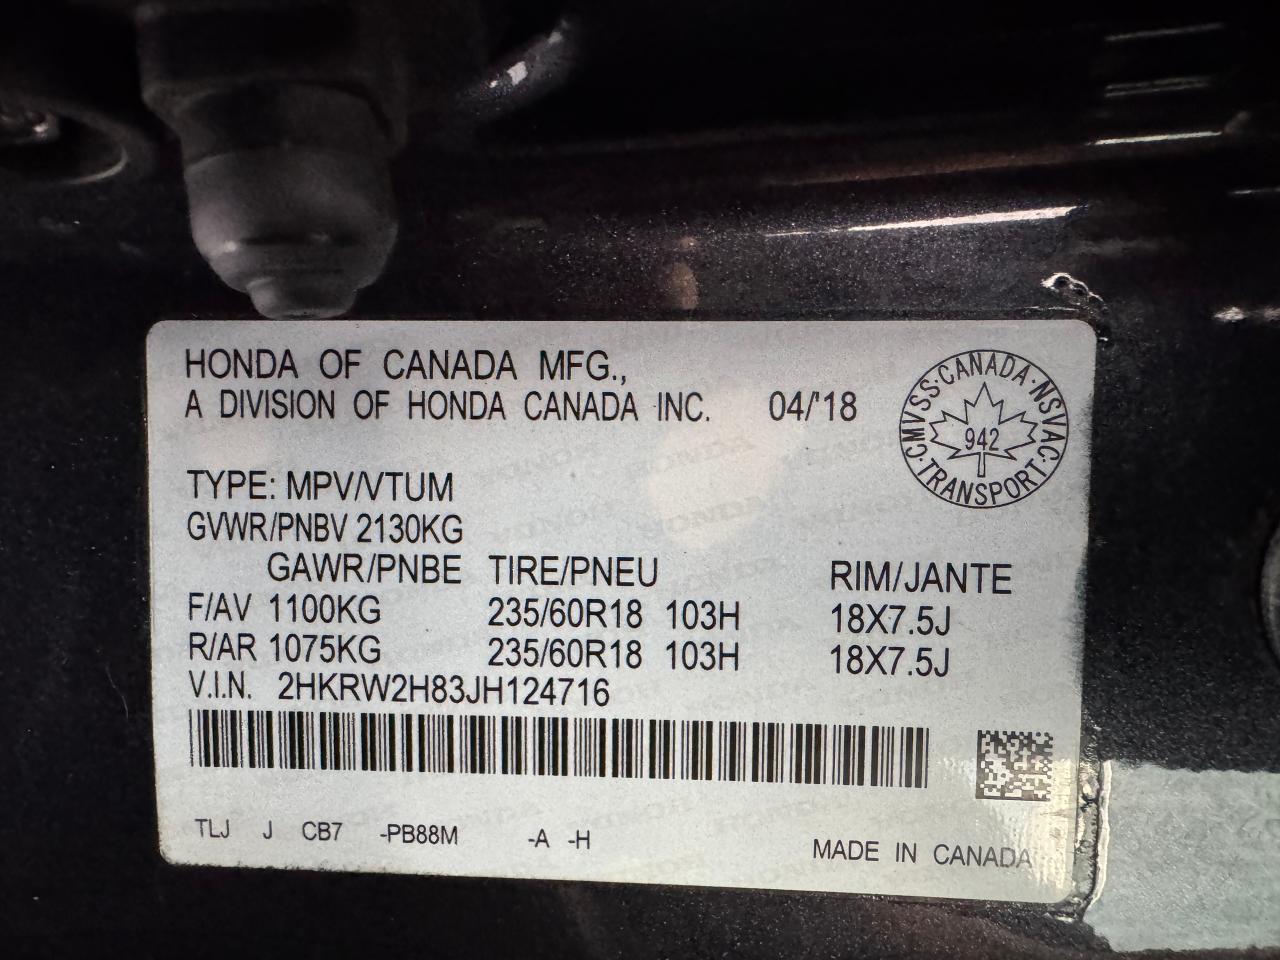 HONDA OF CANADA MFG.,
A DIVISION OF HONDA CANADA INC. 04/'18
CMVSS·CANADA·NSVAC·TRANSPORT·
942
TYPE: MPV/VTUM
GVWR/PNBV 2130KG
GAWR/PNBE TIRE/PNEU RIM/JANTE
F/AV 1100KG 235/60R18 103H 18X7.5J
R/AR 1075KG 235/60R18 103H 18X7.5J
V.I.N. 2HKRW2H83JH124716
TLJ J CB7 -PB88M -A -H
MADE IN CANADA